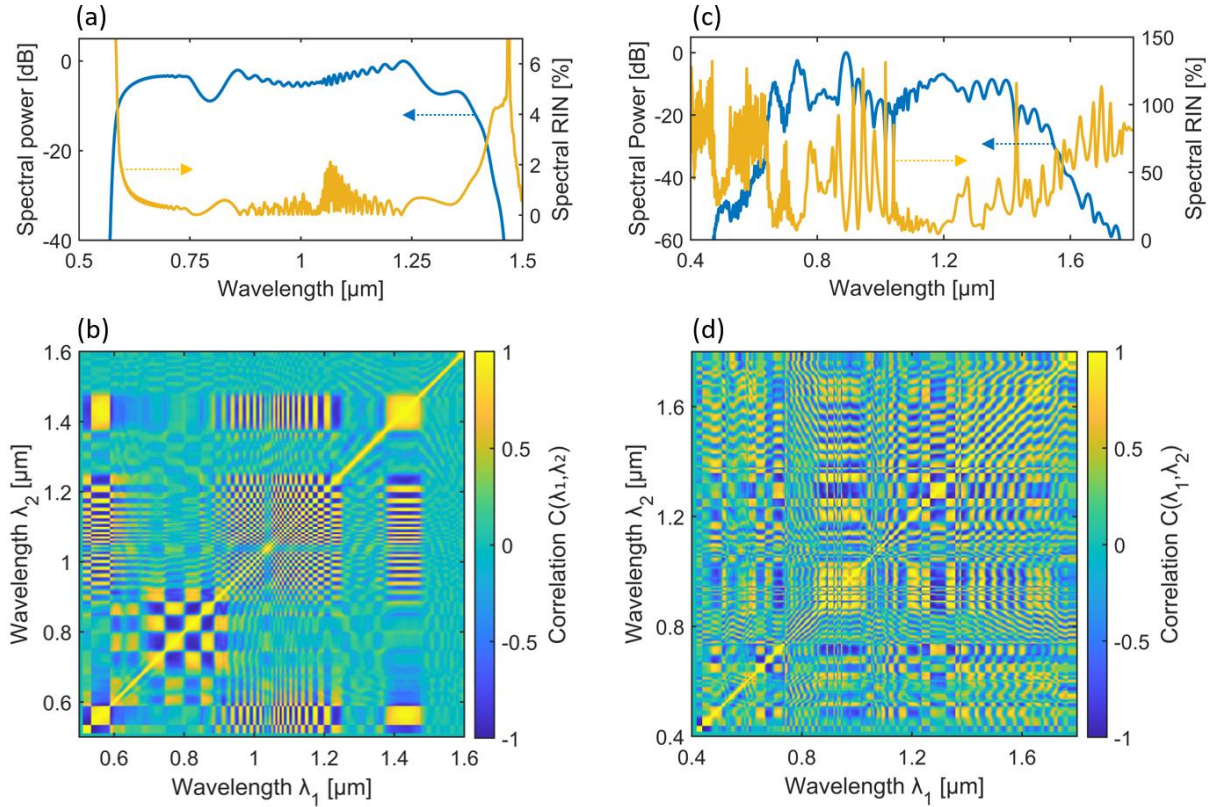 (a)
Spectral power [dB]
0
-20
-40
6
4
2
0
Spectral RIN [%]
0.5 0.75 1 1.25 1.5
Wavelength [µm]
(c)
Spectral Power [dB]
0
-20
-40
-60
150
100
50
0
Spectral RIN [%]
0.4 0.8 1.2 1.6
Wavelength [µm]
(b)
Wavelength λ₂ [µm]
1.6
1.4
1.2
1
0.8
0.6
0.6 0.8 1 1.2 1.4 1.6
Wavelength λ₁ [µm]
1
0.5
0
-0.5
-1
Correlation C(λ₁,λ₂)
(d)
Wavelength λ₂ [µm]
1.6
1.2
0.8
0.4
0.4 0.8 1.2 1.6
Wavelength λ₁ [µm]
1
0.5
0
-0.5
-1
Correlation C(λ₁,λ₂)